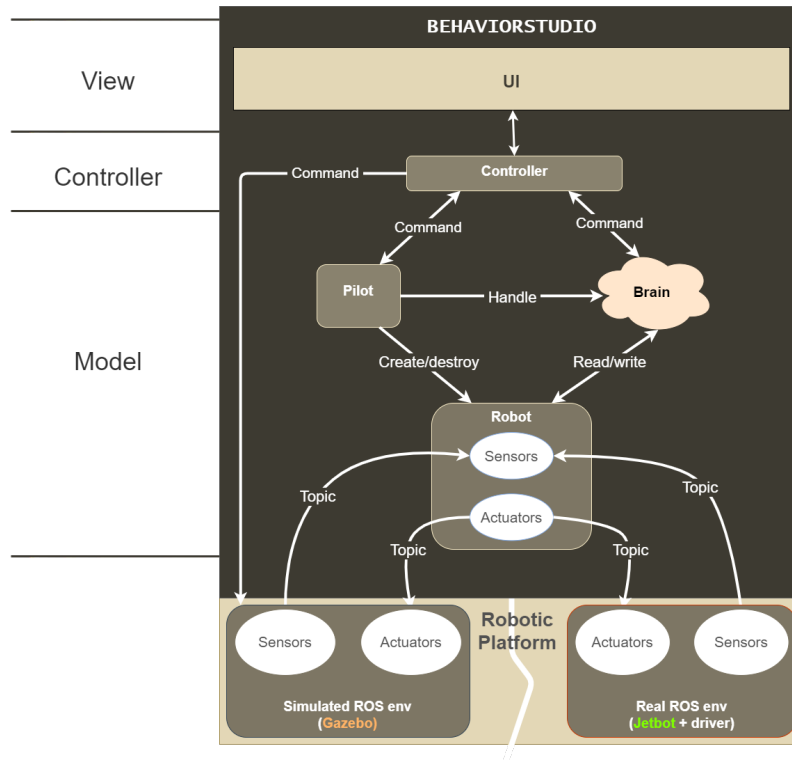 BEHAVIORSTUDIO
View
UI
Controller
Command
Controller
Command
Command
Model
Pilot
Handle
Brain
Create/destroy
Read/write
Robot
Sensors
Topic
Topic
Actuators
Topic
Topic
Sensors
Actuators
Robotic
Platform
Actuators
Sensors
Simulated ROS env
(Gazebo)
Real ROS env
(Jetbot + driver)